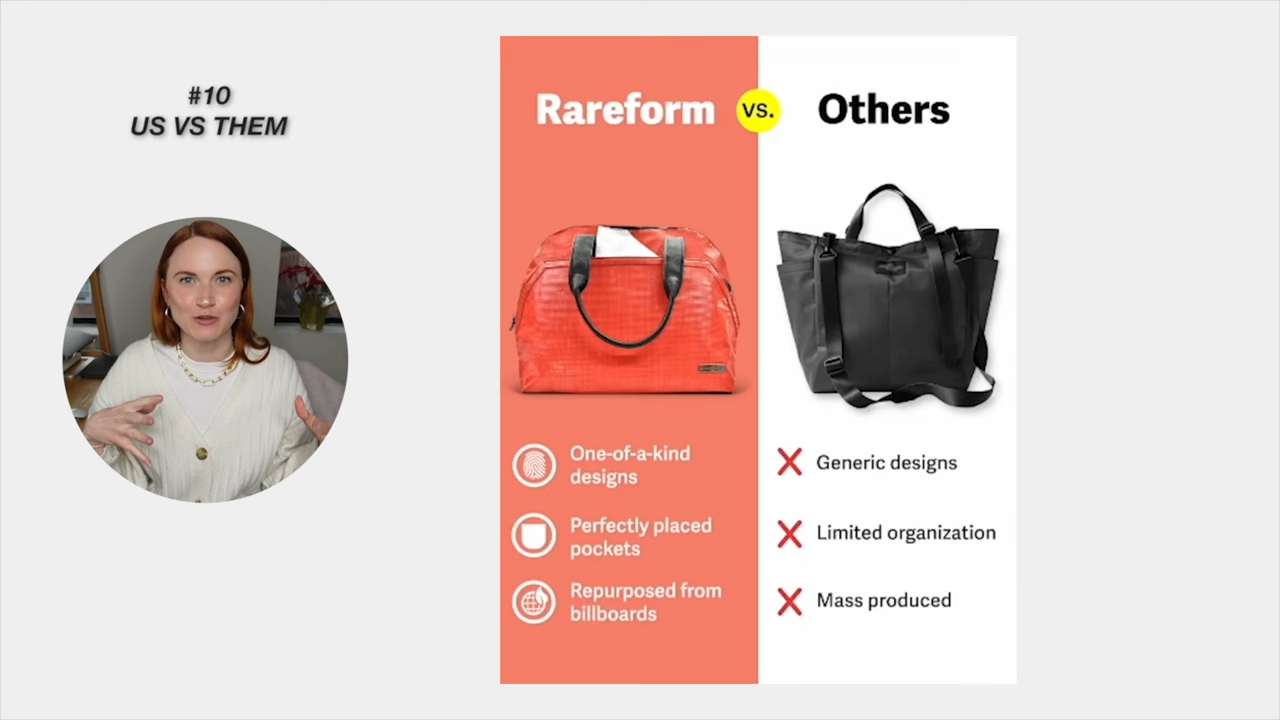 #10
US VS THEM
Rareform
vs.
Others
One-of-a-kind
designs
Perfectly placed
pockets
Repurposed from
billboards
Generic designs
Limited organization
Mass produced